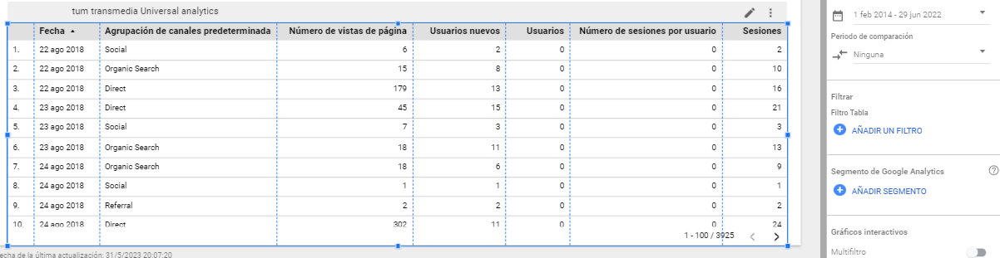 tum transmedia Universal analytics
Fecha Agrupación de canales predeterminada Número de vistas de página Usuarios nuevos Usuarios Número de sesiones por usuario Sesiones
1. 22 ago 2018 Social 6 2 0 0 2
2. 22 ago 2018 Organic Search 15 8 0 0 10
3. 22 ago 2018 Direct 179 13 0 0 16
4. 23 ago 2018 Direct 45 15 0 0 21
5. 23 ago 2018 Social 7 3 0 0 3
6. 23 ago 2018 Organic Search 18 11 0 0 13
7. 24 ago 2018 Organic Search 18 6 0 0 9
8. 24 ago 2018 Social 1 1 0 0 1
9. 24 ago 2018 Referral 2 2 0 0 2
10. 24 ago 2018 Direct 302 11 0 0 24
1 - 100 / 3925
echa de la última actualización: 31/5/2023 20:07:20
1 feb 2014 - 29 jun 2022
Periodo de comparación
Ninguna
Filtrar
Filtro Tabla
AÑADIR UN FILTRO
Segmento de Google Analytics
AÑADIR SEGMENTO
Gráficos interactivos
Multifiltro